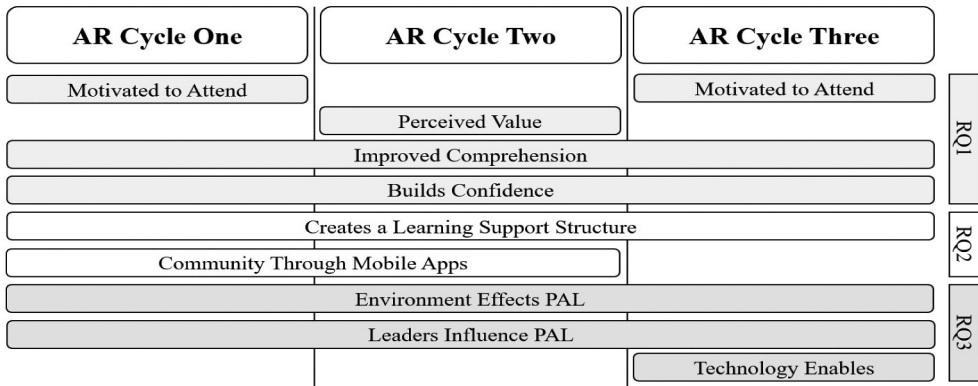 AR Cycle One
AR Cycle Two
AR Cycle Three
Motivated to Attend
Motivated to Attend
Perceived Value
Improved Comprehension
Builds Confidence
RQ1
Creates a Learning Support Structure
Community Through Mobile Apps
RQ2
Environment Effects PAL
Leaders Influence PAL
Technology Enables
RQ3